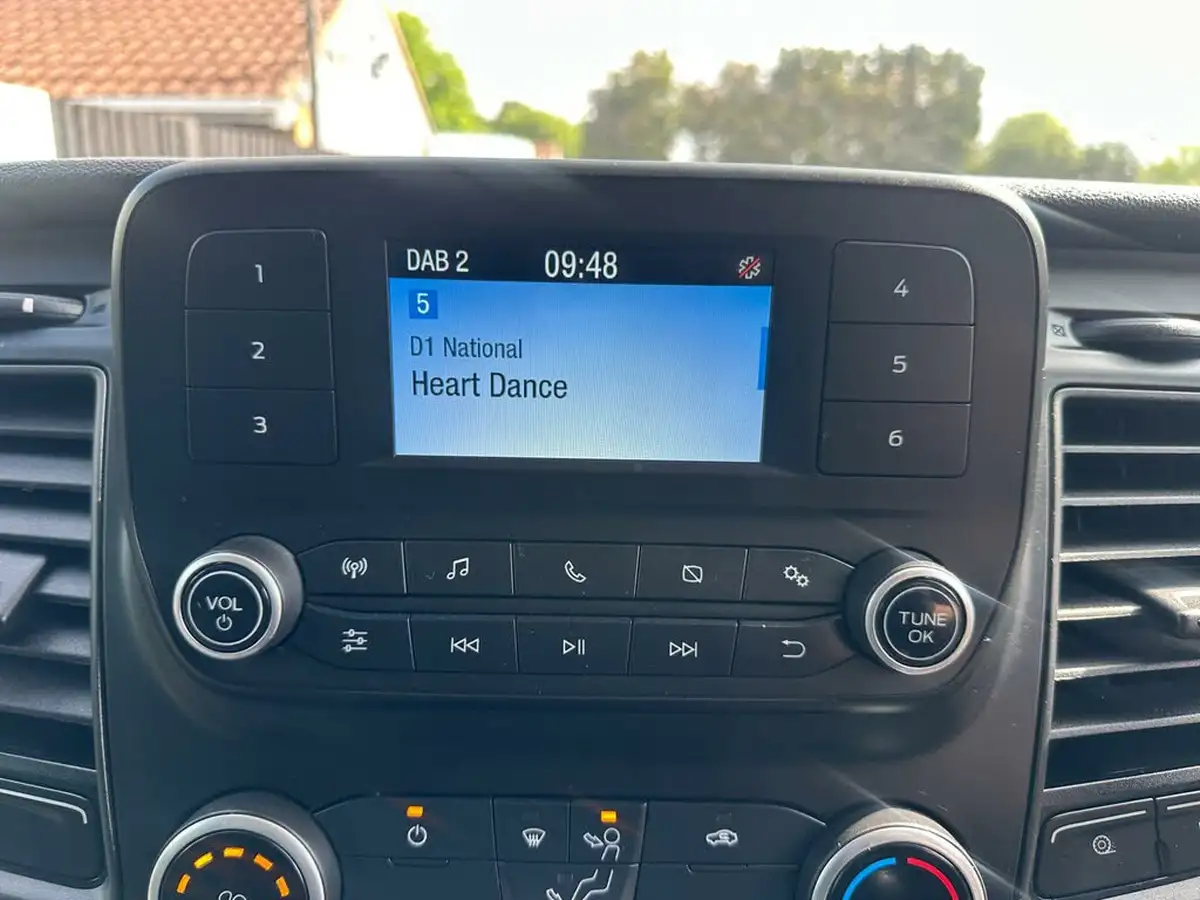 DAB 2 09:48
5
D1 National
Heart Dance
1
2
3
4
5
6
VOL
TUNE
OK